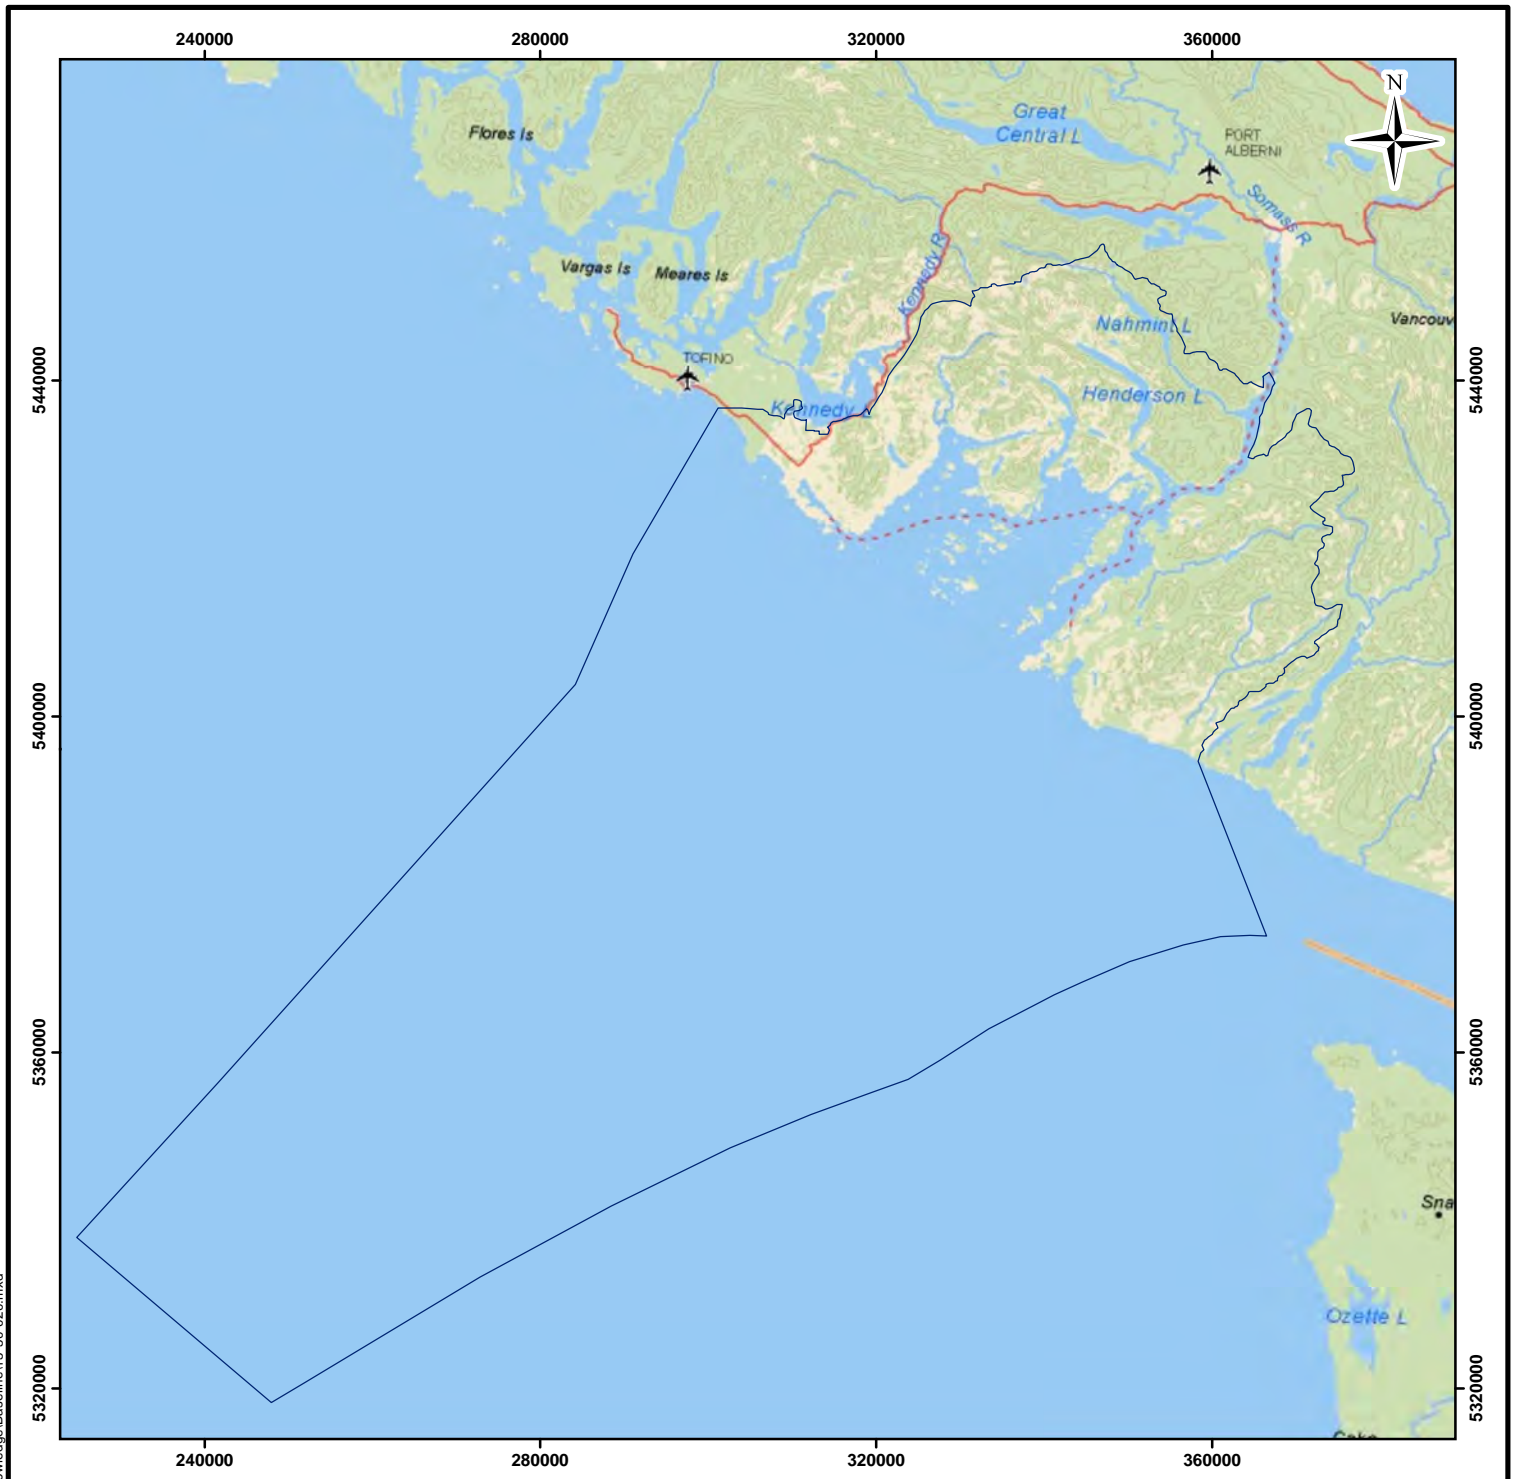 240000 280000 320000 360000
N
Great
Central L
PORT
ALBERNI
Flores Is
Somass R
Vargas Is
Meares Is
Kennedy R
Nahmint L
Vancouv
TOFINO
5440000
5440000
Henderson L
Kennedy L
5400000
5400000
5360000
5360000
Sna
Ozette L
5320000
5320000
240000 280000 320000 360000